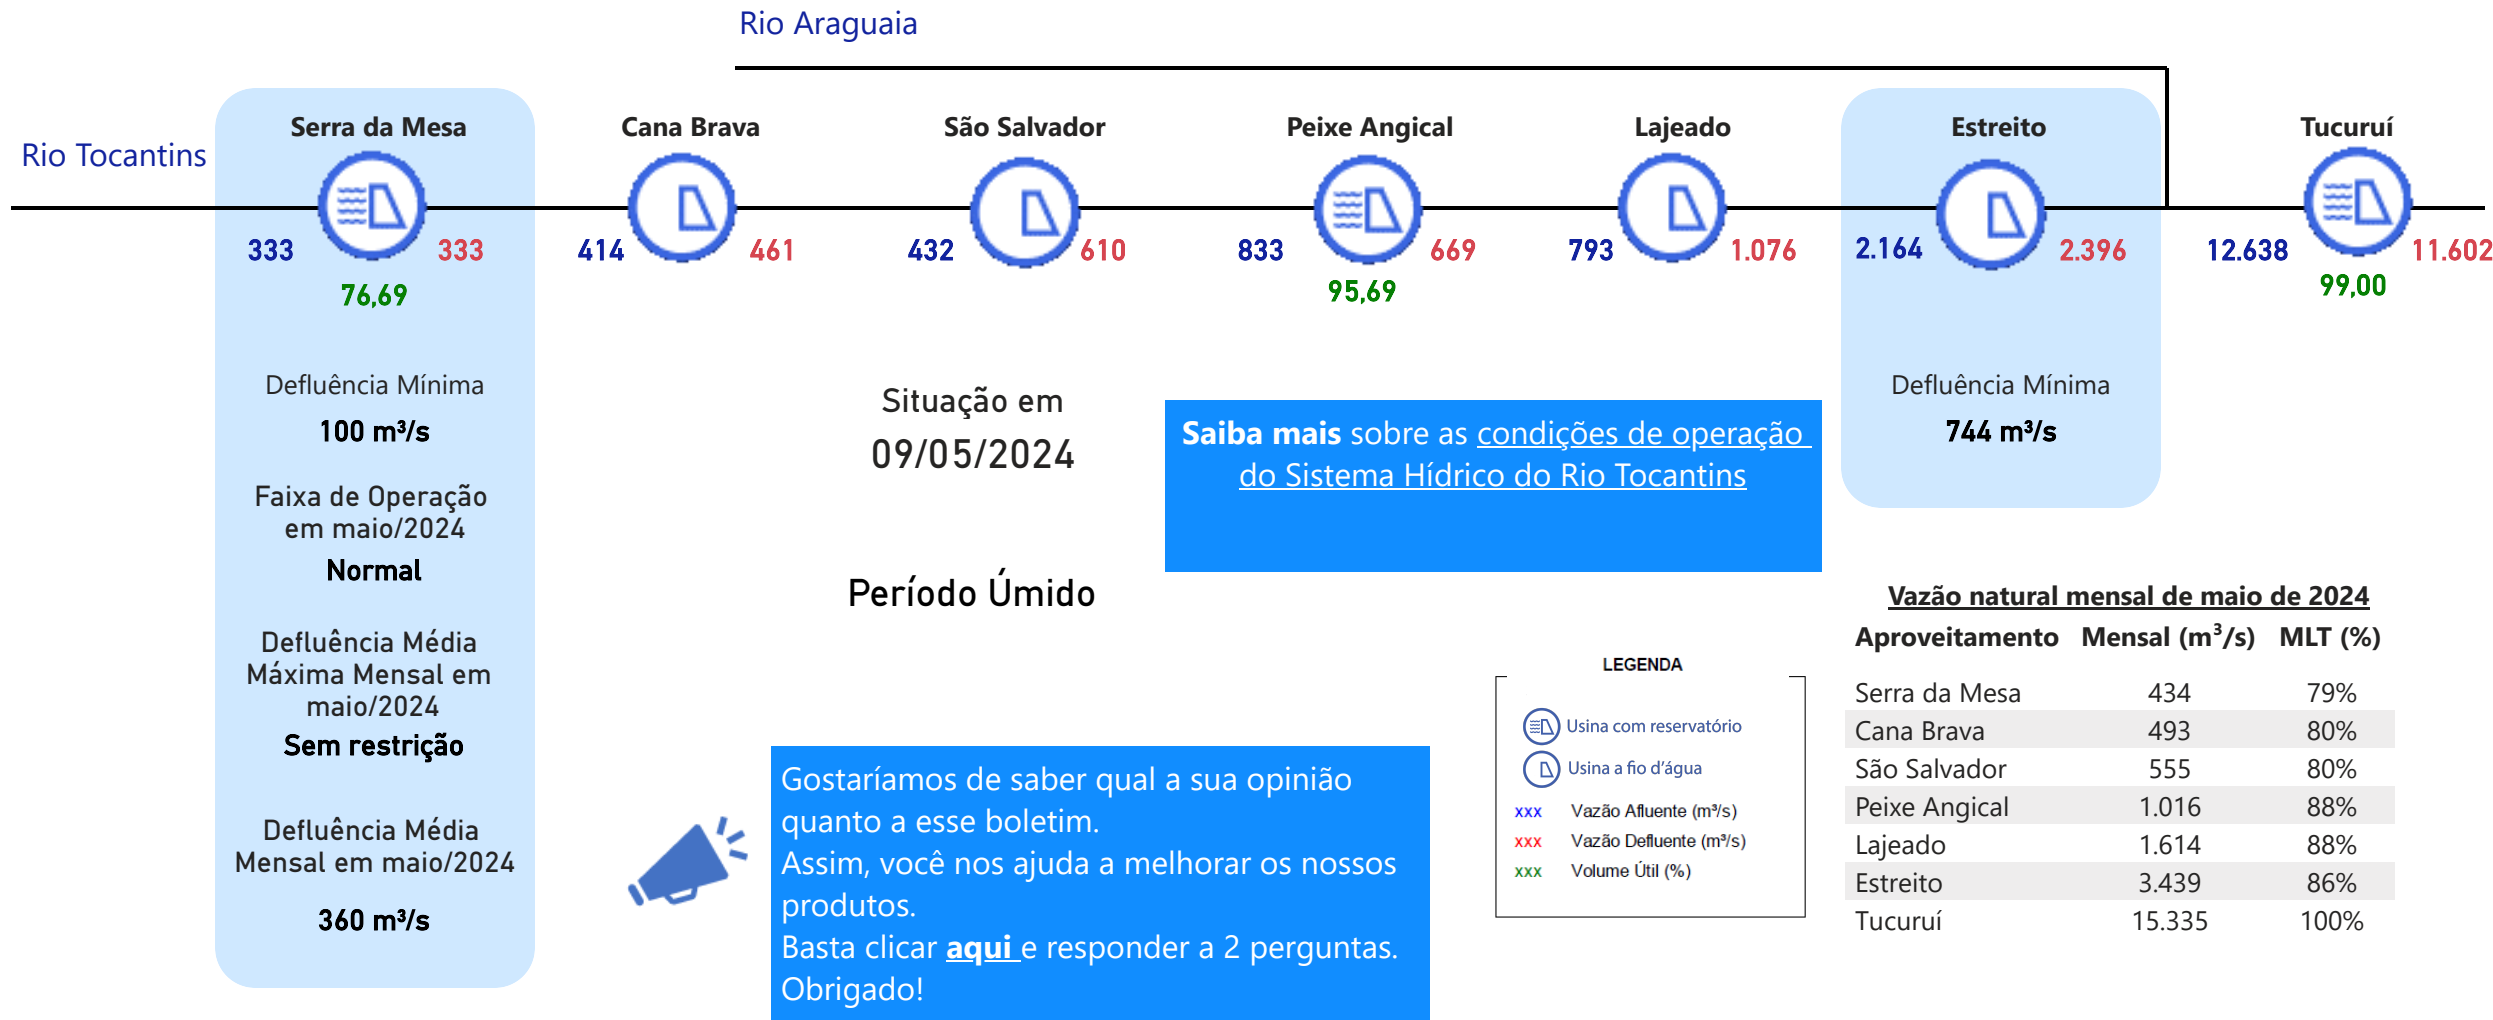 Rio Araguaia
Rio Tocantins
Serra da Mesa
Cana Brava
São Salvador
Peixe Angical
Lajeado
Estreito
Tucuruí
333 333
414 461
432 610
833 669
793 1.076
2.164 2.396
12.638 11.602
76,69
95,69
99,00
Defluência Mínima
100 m³/s
Faixa de Operação
em maio/2024
Normal
Defluência Média
Máxima Mensal em
maio/2024
Sem restrição
Defluência Média
Mensal em maio/2024
360 m³/s
Situação em
09/05/2024
Período Úmido
Saiba mais sobre as condições de operação
do Sistema Hídrico do Rio Tocantins
Defluência Mínima
744 m³/s
Gostaríamos de saber qual a sua opinião
quanto a esse boletim.
Assim, você nos ajuda a melhorar os nossos
produtos.
Basta clicar aqui e responder a 2 perguntas.
Obrigado!
LEGENDA
Usina com reservatório
Usina a fio d'água
xxx Vazão Afluente (m³/s)
xxx Vazão Defluente (m³/s)
xxx Volume Útil (%)
Vazão natural mensal de maio de 2024
Aproveitamento Mensal (m³/s) MLT (%)
Serra da Mesa 434 79%
Cana Brava 493 80%
São Salvador 555 80%
Peixe Angical 1.016 88%
Lajeado 1.614 88%
Estreito 3.439 86%
Tucuruí 15.335 100%